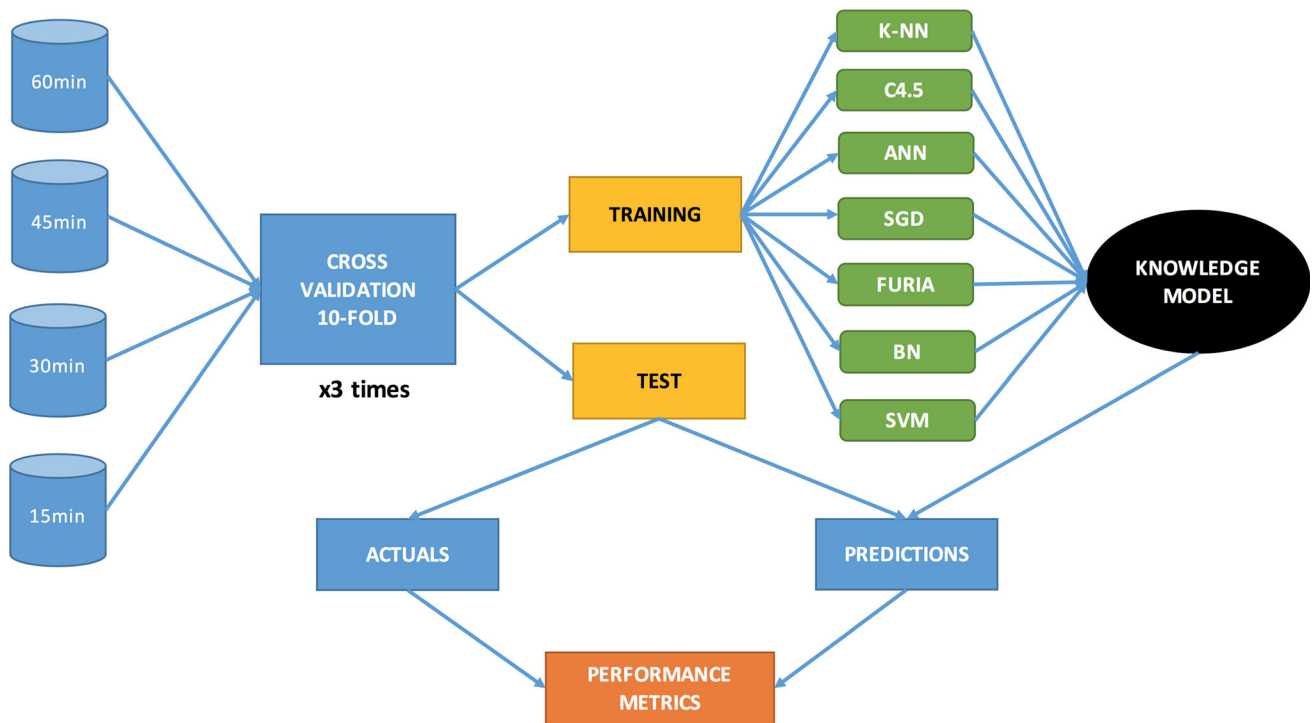 60min
45min
30min
15min
CROSS
VALIDATION
10-FOLD
x3 times
TRAINING
TEST
K-NN
C4.5
ANN
SGD
FURIA
BN
SVM
KNOWLEDGE
MODEL
ACTUALS
PREDICTIONS
PERFORMANCE
METRICS